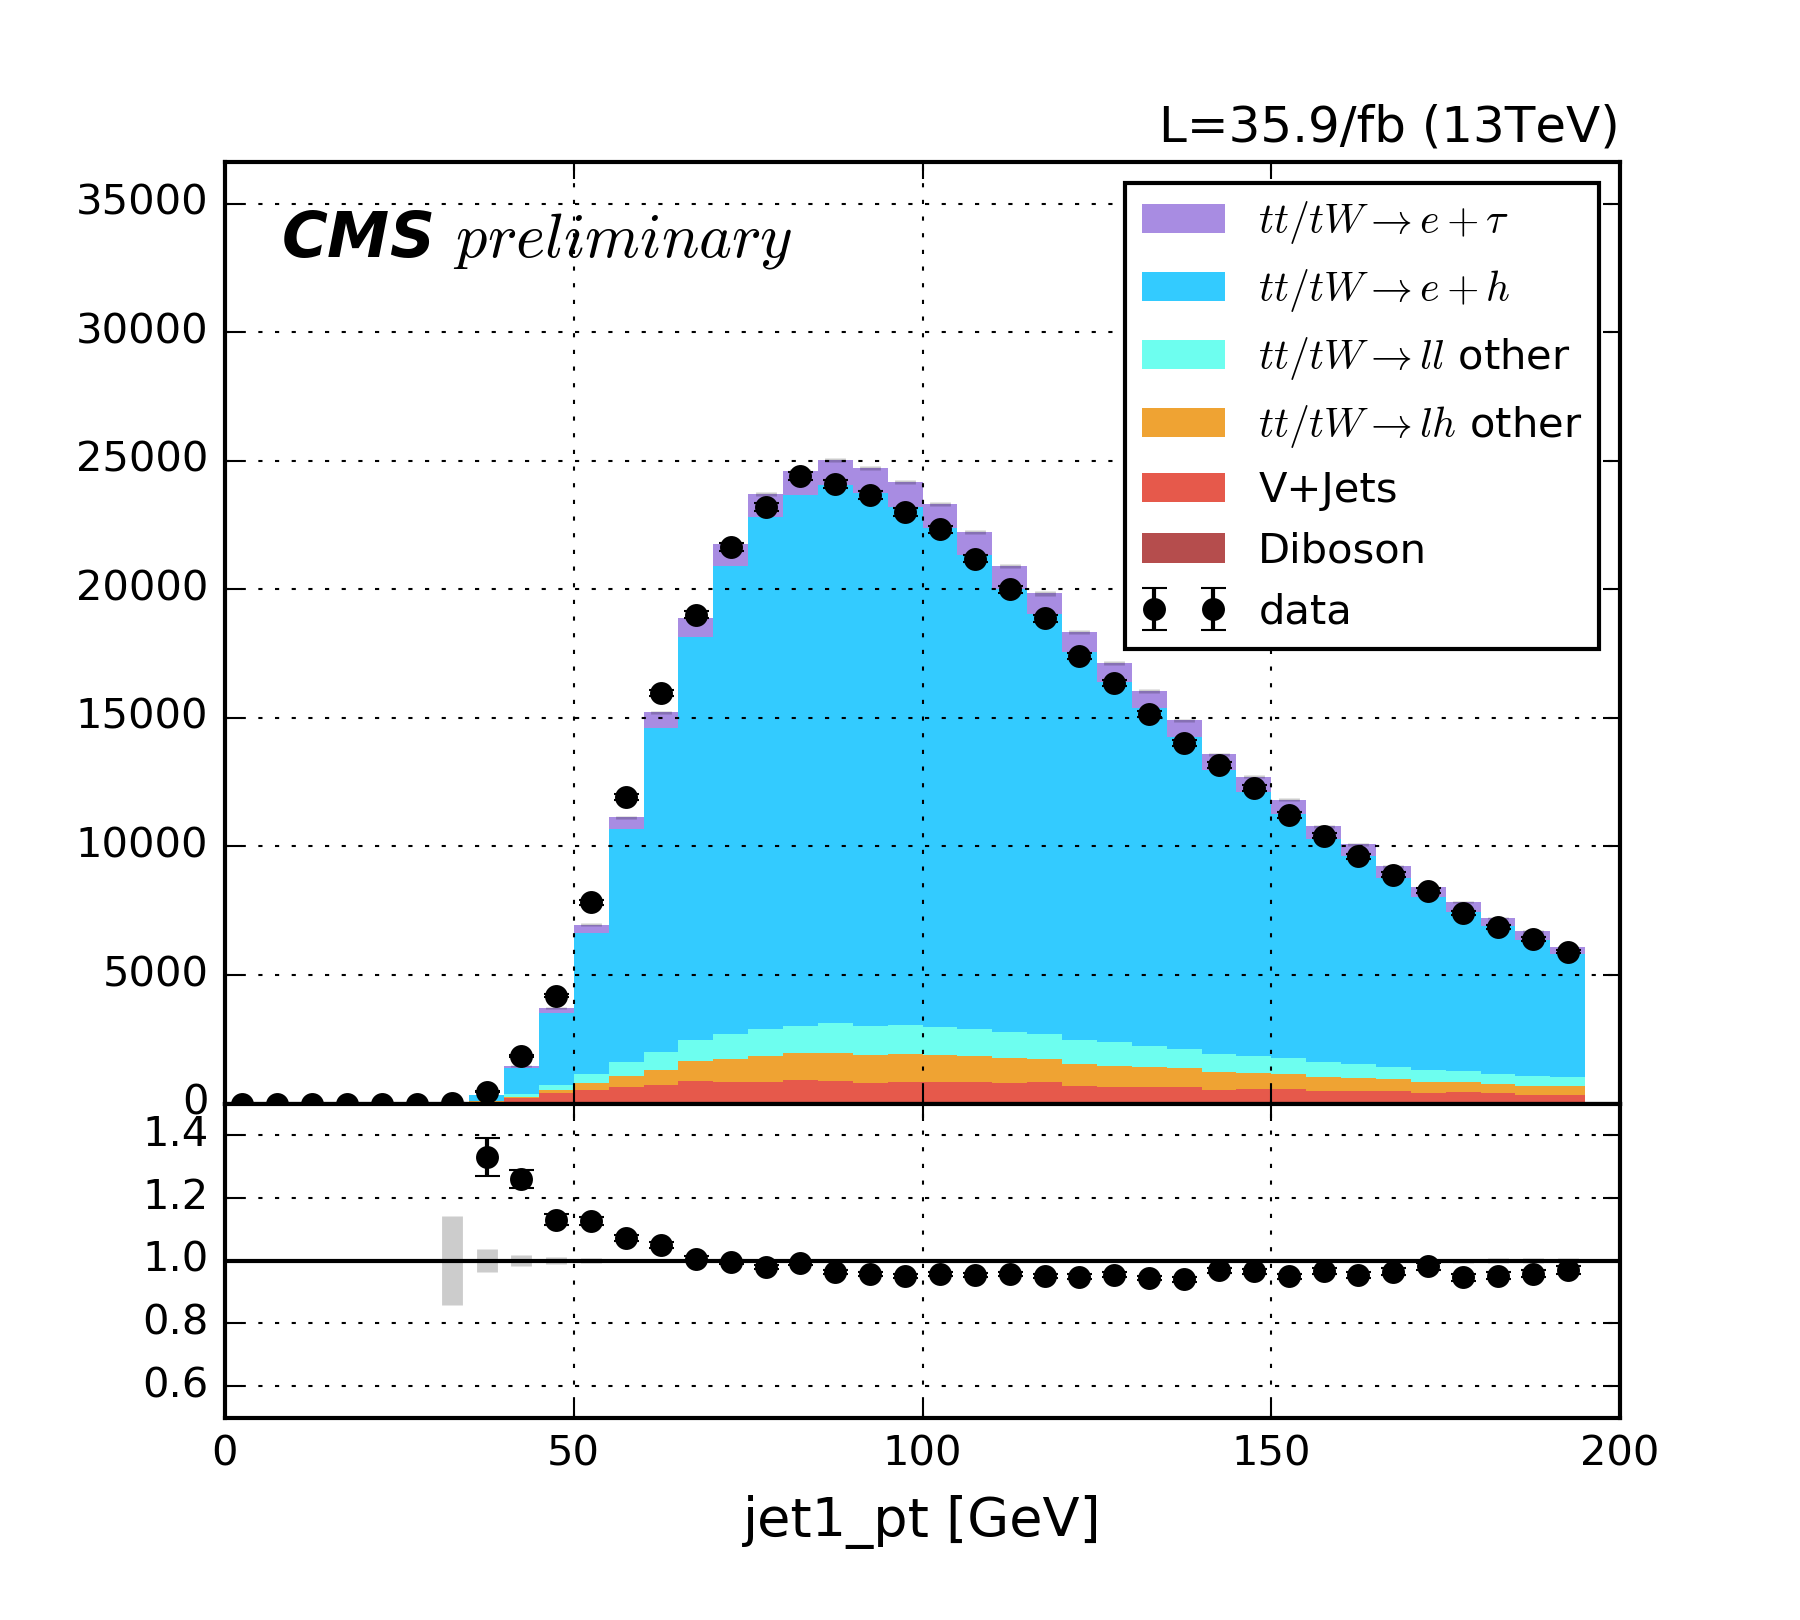 L=35.9/fb (13TeV)
CMS preliminary
35000
30000
25000
20000
15000
10000
5000
0
tt/tW→e+τ
tt/tW→e+h
tt/tW→ll other
tt/tW→lh other
V+Jets
Diboson
data
1.4
1.2
1.0
0.8
0.6
0 50 100 150 200
jet1_pt [GeV]